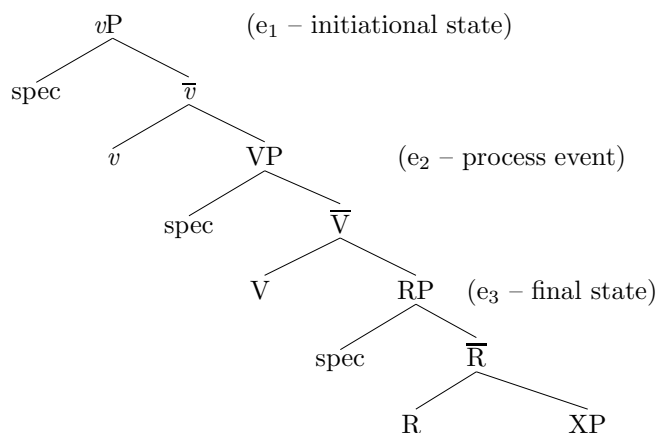 vP (e₁ – initiational state)
spec v̅
v VP (e₂ – process event)
spec V̅
V RP (e₃ – final state)
spec R̅
R XP